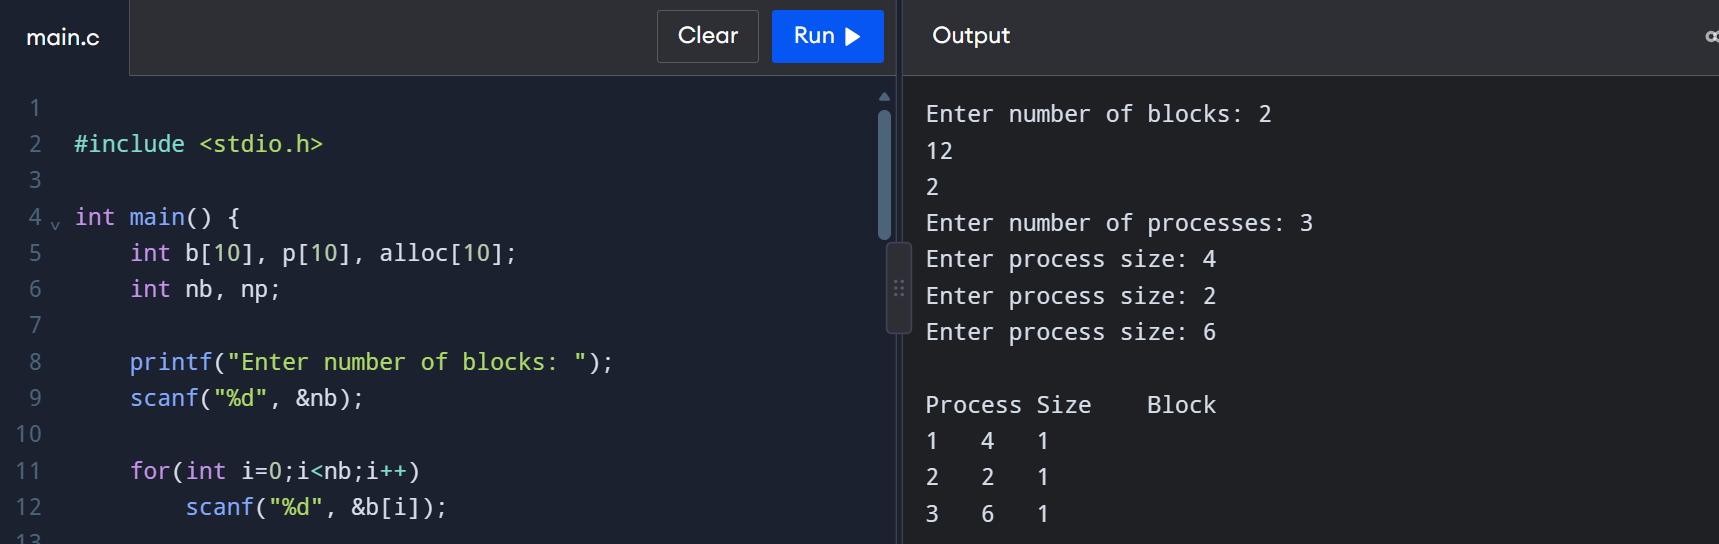 main.c
Clear
Run
Output
1
2 #include <stdio.h>
3
4 int main() {
5     int b[10], p[10], alloc[10];
6     int nb, np;
7
8     printf("Enter number of blocks: ");
9     scanf("%d", &nb);
10
11     for(int i=0;i<nb;i++)
12         scanf("%d", &b[i]);
13
Enter number of blocks: 2
12
2
Enter number of processes: 3
Enter process size: 4
Enter process size: 2
Enter process size: 6
Process Size    Block
1   4   1
2   2   1
3   6   1